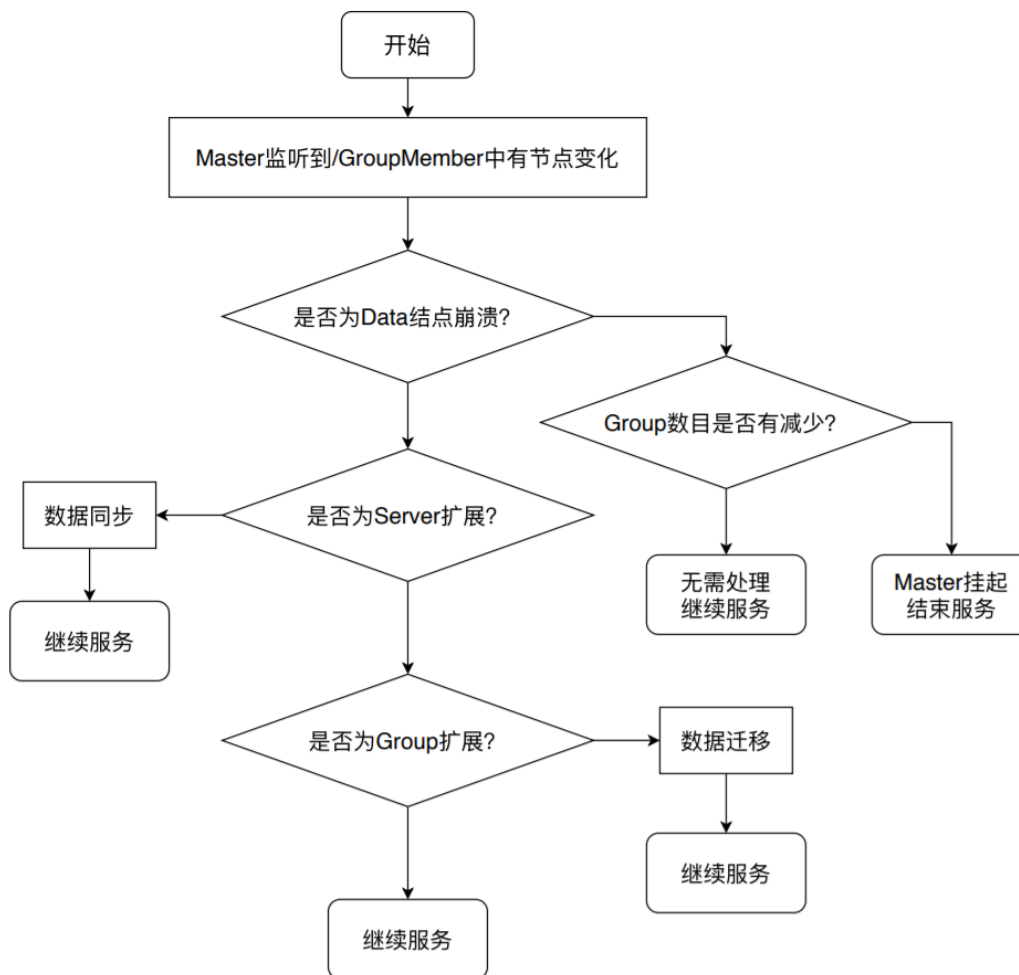 开始
Master监听到/GroupMember中有节点变化
是否为Data结点崩溃?
Group数目是否有减少?
数据同步
是否为Server扩展?
无需处理
继续服务
Master挂起
结束服务
继续服务
是否为Group扩展?
数据迁移
继续服务
继续服务